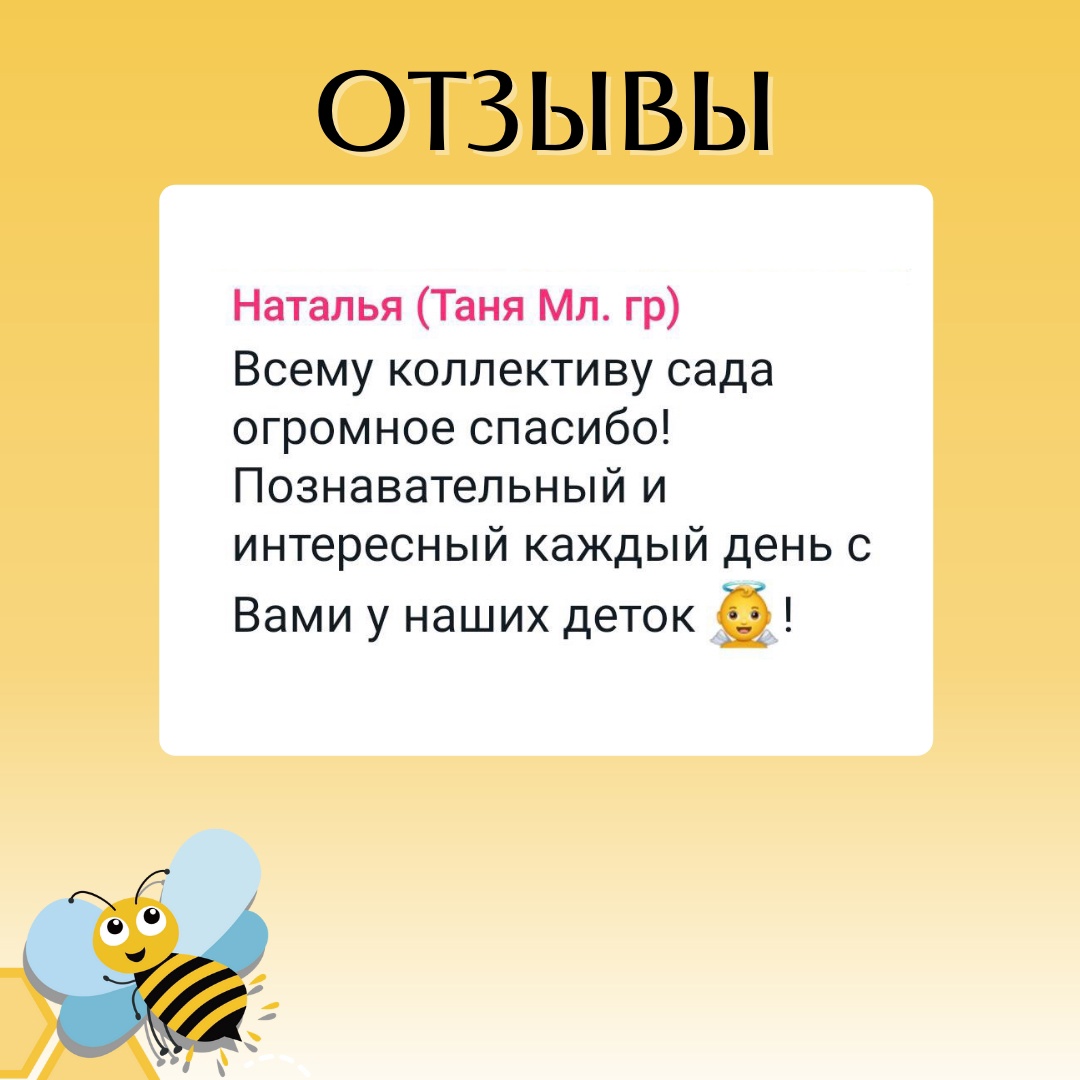 ОТЗЫВЫ
Наталья (Таня Мл. гр)
Всему коллективу сада
огромное спасибо!
Познавательный и
интересный каждый день с
Вами у наших деток 👼!